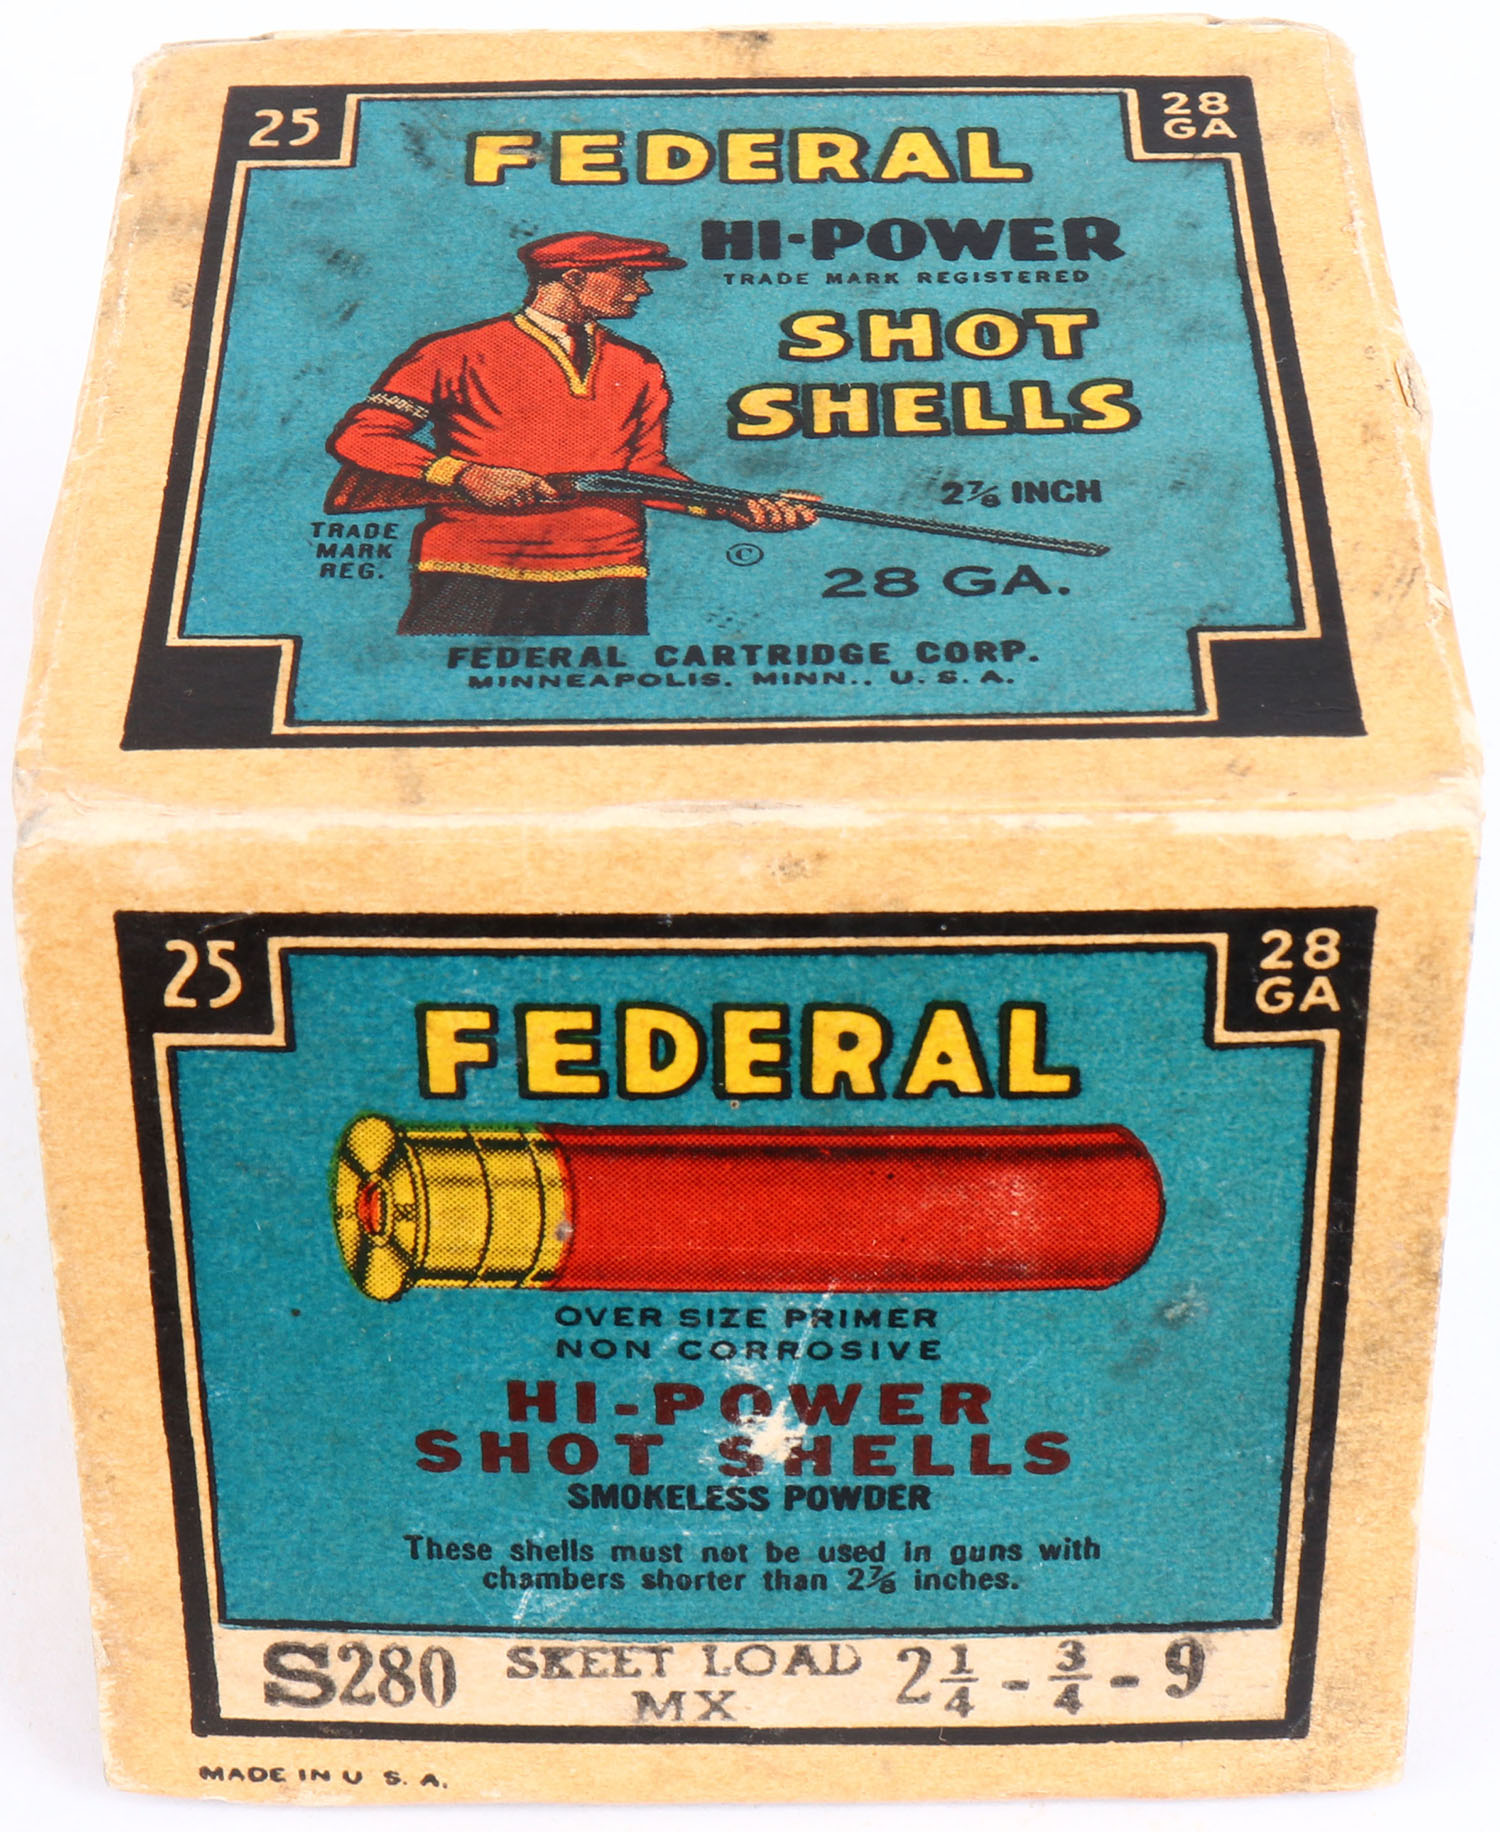 25
28
GA
FEDERAL
HI-POWER
TRADE MARK REGISTERED
SHOT
SHELLS
HI-POWER
2⅞ INCH
TRADE
MARK
REG.
©
28 GA.
FEDERAL CARTRIDGE CORP.
MINNEAPOLIS. MINN., U. S. A.
25
28
GA
FEDERAL
OVER SIZE PRIMER
NON CORROSIVE
HI-POWER
SHOT SHELLS
SMOKELESS POWDER
These shells must not be used in guns with
chambers shorter than 2⅞ inches.
S280 SKEET LOAD 2¼ - ¾ - 9
MX
MADE IN U S. A.